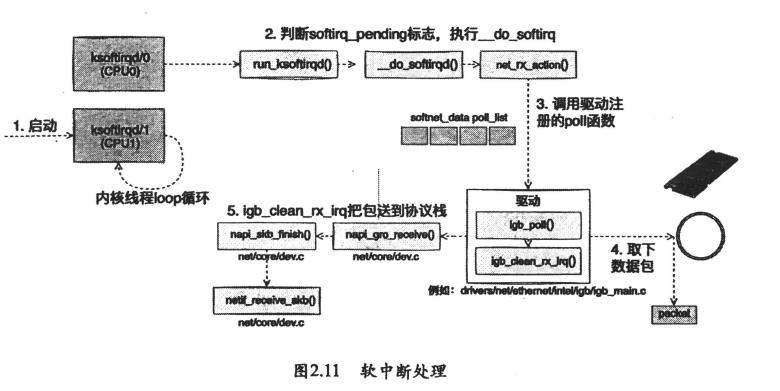 2. 判断softirq_pending标志，执行__do_softirq
ksoftirqd/0
(CPU0)
run_ksoftirqd()
__do_softirqd()
net_rx_action()
1. 启动
ksoftirqd/1
(CPU1)
内核线程loop循环
softnet_data poll_list
3. 调用驱动注
册的poll函数
驱动
igb_poll()
igb_clean_rx_irq()
例如：drivers/net/ethernet/intel/igb/igb_main.c
4. 取下
数据包
packet
5. igb_clean_rx_irq把包送到协议栈
napi_skb_finish()
net/core/dev.c
napi_gro_receive()
net/core/dev.c
netif_receive_skb()
net/core/dev.c
图2.11 软中断处理